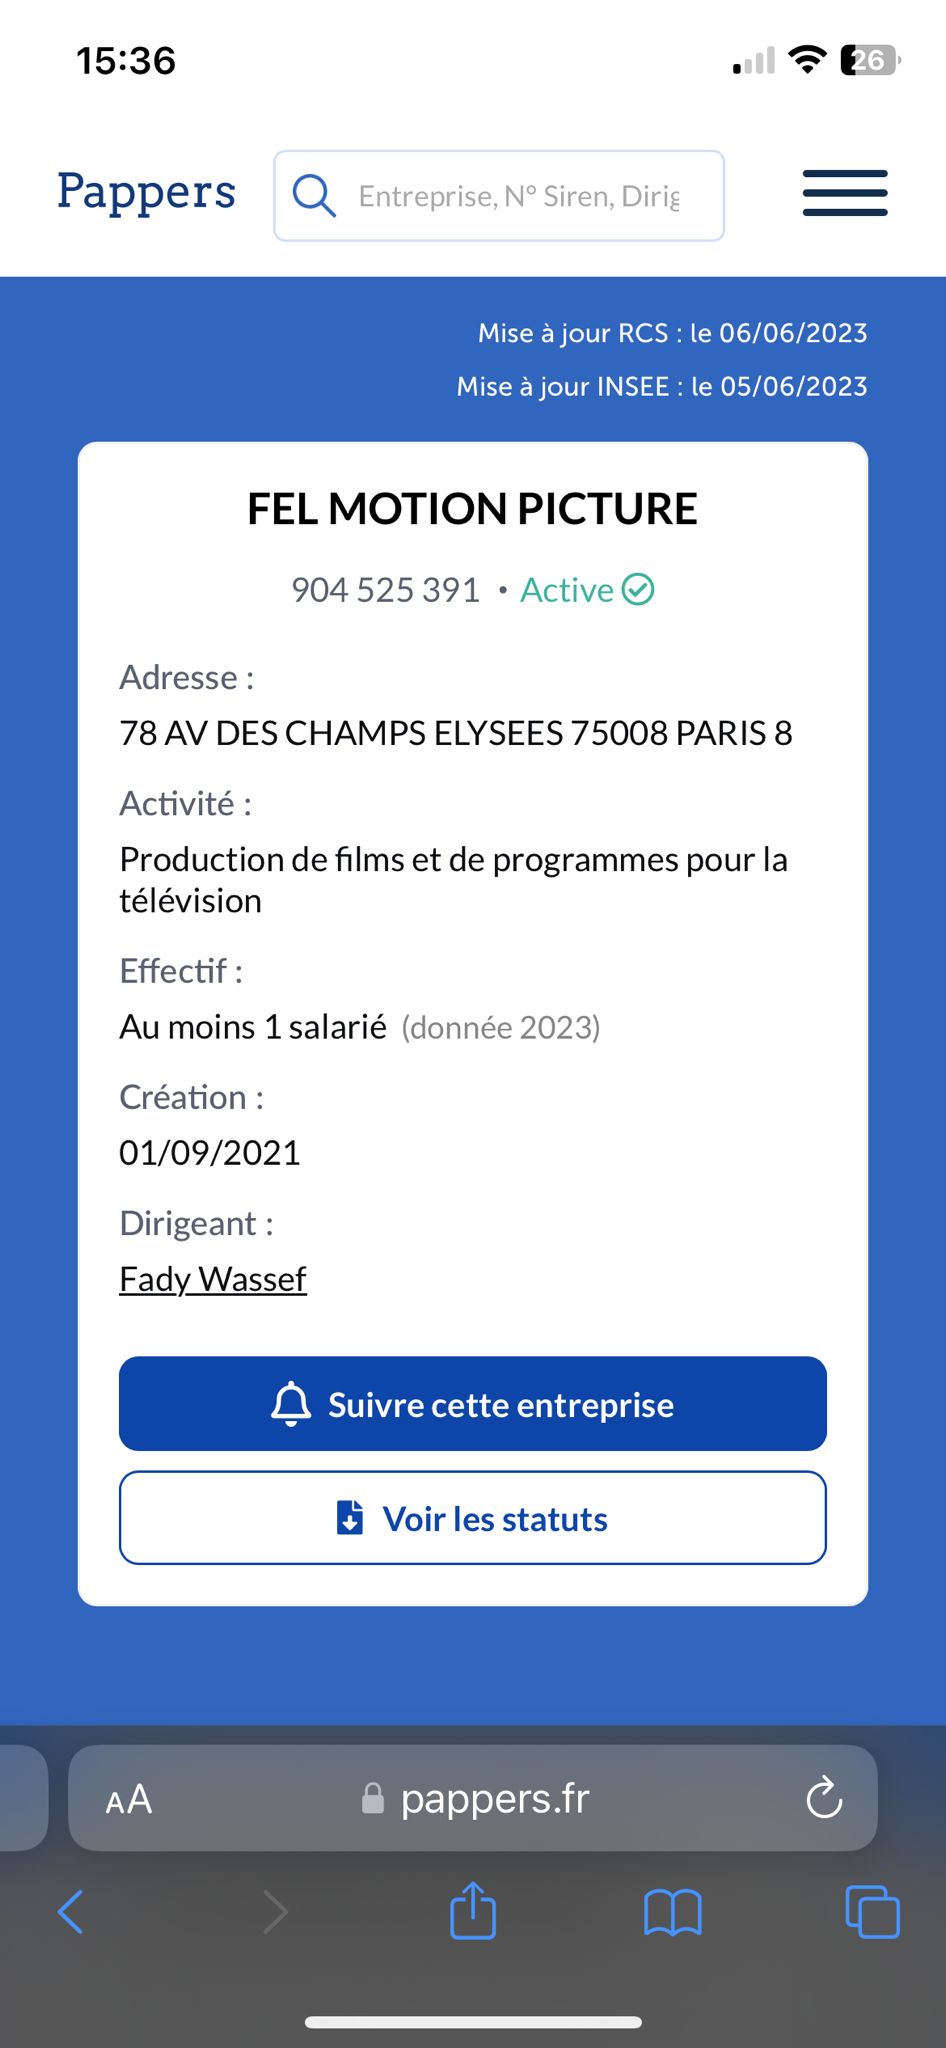 15:36
26
Pappers
Entreprise, N° Siren, Dirig
Mise à jour RCS : le 06/06/2023
Mise à jour INSEE : le 05/06/2023
FEL MOTION PICTURE
904 525 391 • Active
Adresse :
78 AV DES CHAMPS ELYSEES 75008 PARIS 8
Activité :
Production de films et de programmes pour la
télévision
Effectif :
Au moins 1 salarié (donnée 2023)
Création :
01/09/2021
Dirigeant :
Fady Wassef
Suivre cette entreprise
Voir les statuts
AA
pappers.fr